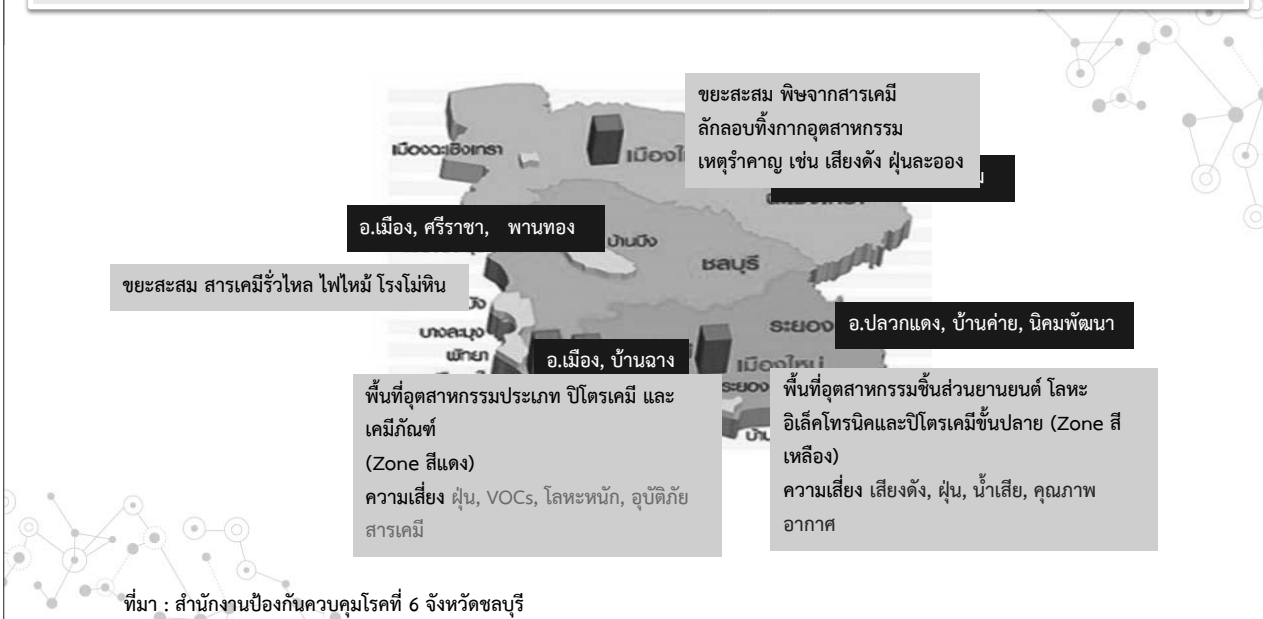 ขยะสะสม พิษจากสารเคมี
ลักลอบทิ้งกากอุตสาหกรรม
เหตุรำคาญ เช่น เสียงดัง ฝุ่นละออง
เมืองฉะเชิงเทรา
อ.เมือง, ศรีราชา, พานทอง
บ้านบึง
ชลบุรี
ขยะสะสม สารเคมีรั่วไหล ไฟไหม้ โรงโม่หิน
บางละมุง
พัทยา
ระยอง
อ.ปลวกแดง, บ้านค่าย, นิคมพัฒนา
อ.เมือง, บ้านฉาง
เมืองใหม่
ระยอง
พื้นที่อุตสาหกรรมประเภท ปิโตรเคมี และ
เคมีภัณฑ์
(Zone สีแดง)
ความเสี่ยง ฝุ่น, VOCs, โลหะหนัก, อุบัติภัย
สารเคมี
พื้นที่อุตสาหกรรมชิ้นส่วนยานยนต์ โลหะ
อิเล็คโทรนิคและปิโตรเคมีขั้นปลาย (Zone สี
เหลือง)
ความเสี่ยง เสียงดัง, ฝุ่น, น้ำเสีย, คุณภาพ
อากาศ
ที่มา : สำนักงานป้องกันควบคุมโรคที่ 6 จังหวัดชลบุรี